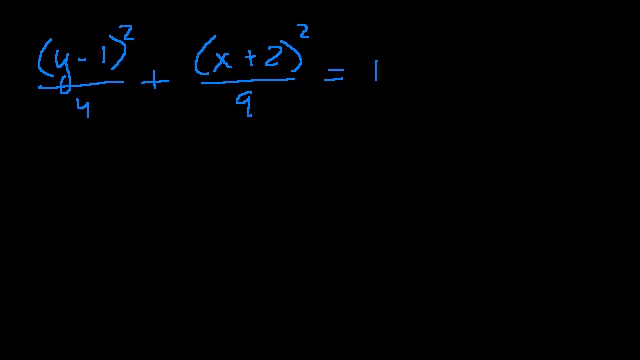 (y - 1)²/4 + (x + 2)²/9 = 1